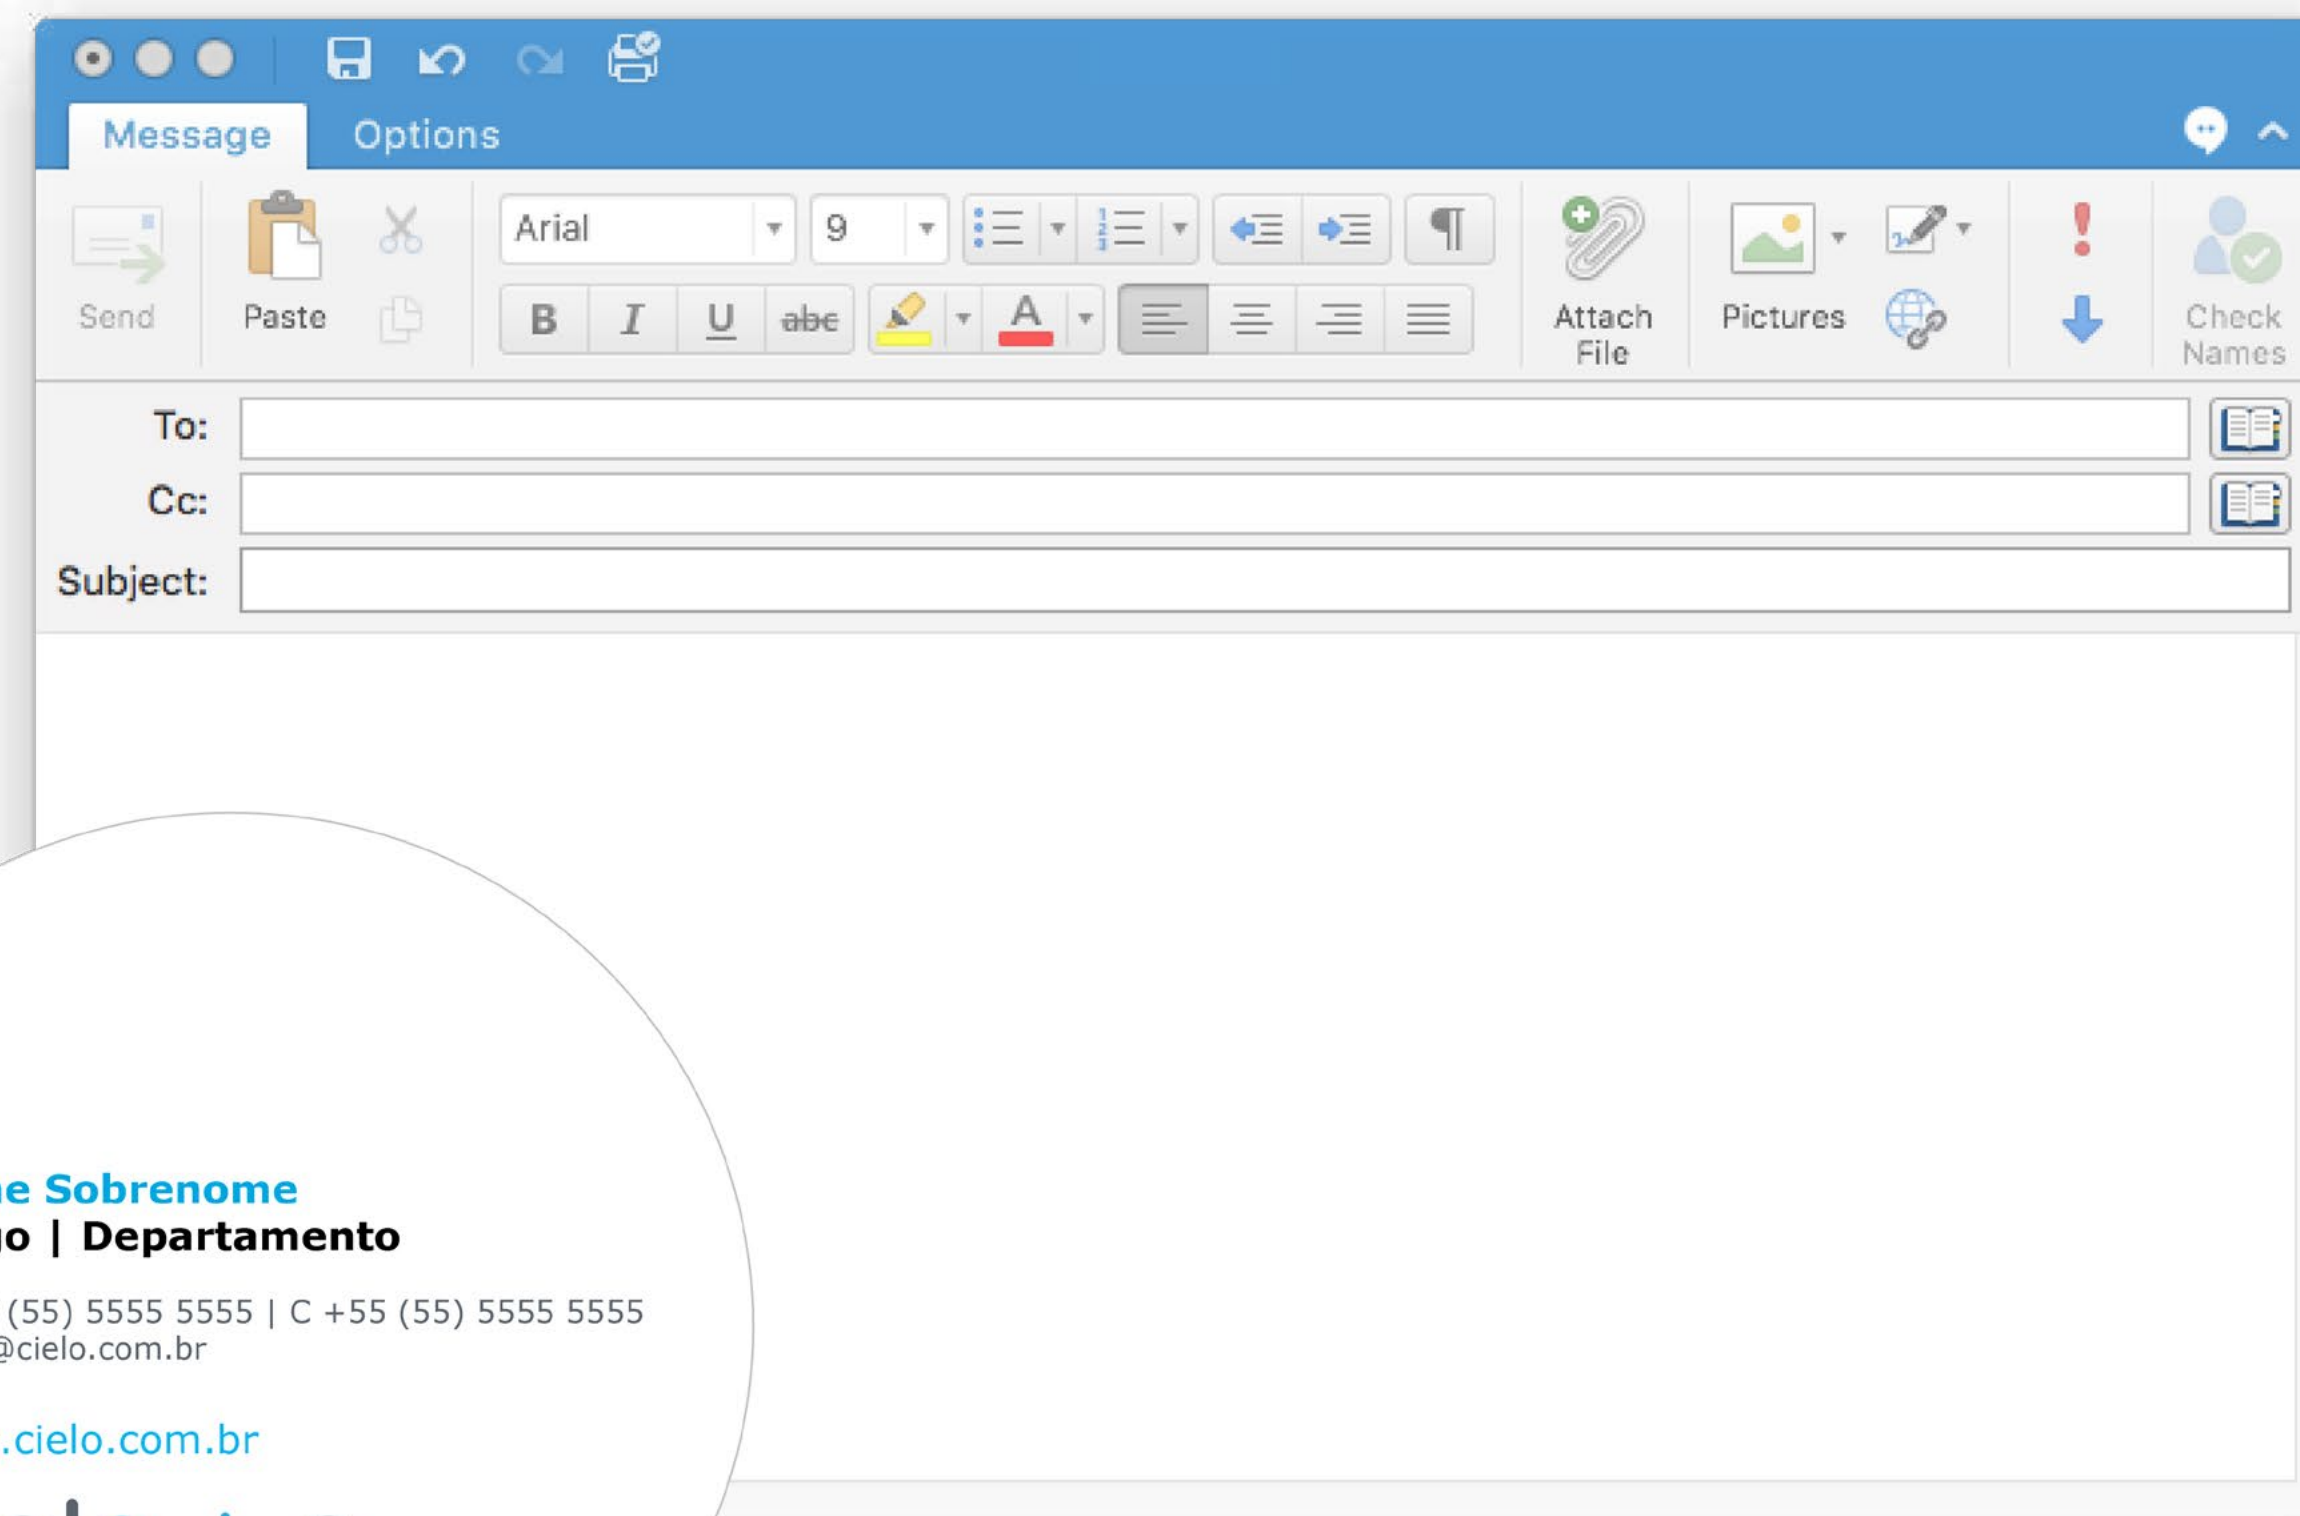 Message Options
Arial 9
Send Paste B I U abc A Attach File Pictures Check Names
To:
Cc:
Subject:
Sobrenome
| Departamento
(55) 5555 5555 | C +55 (55) 5555 5555
@cielo.com.br
.cielo.com.br